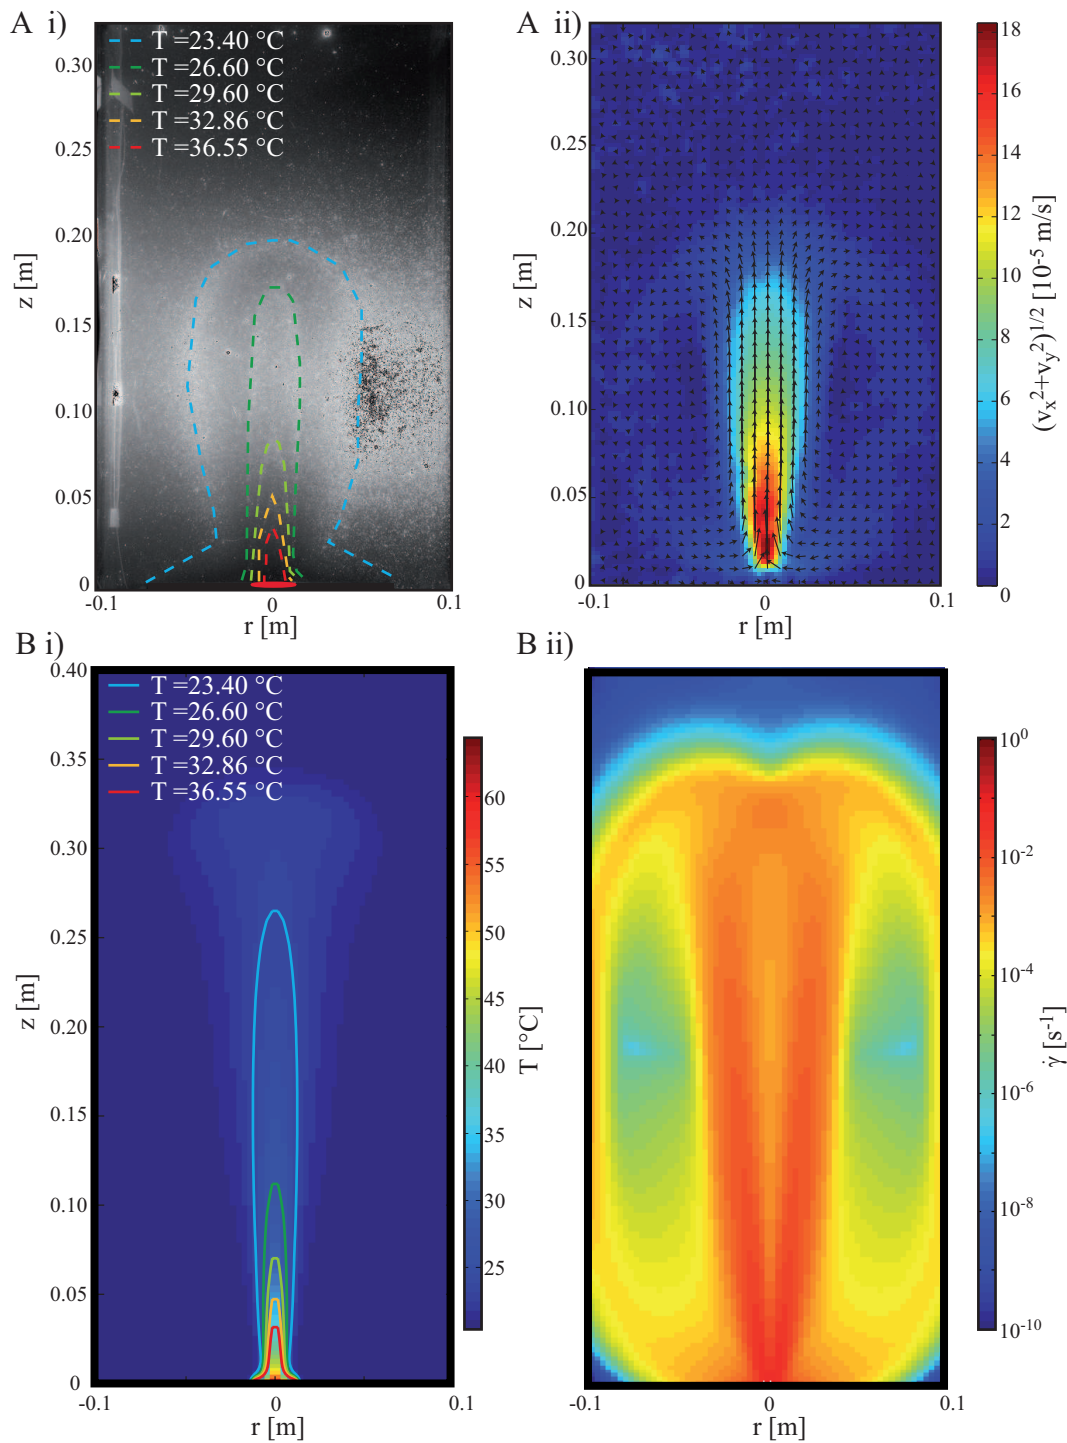 A i)
T =23.40 °C
T =26.60 °C
T =29.60 °C
T =32.86 °C
T =36.55 °C
0.30
0.25
0.20
0.15
0.10
0.05
0
z [m]
-0.1
0
0.1
r [m]
A ii)
0.30
0.25
0.20
0.15
0.10
0.05
0
z [m]
-0.1
0
0.1
r [m]
18
16
14
12
10
8
6
4
2
0
(vₓ²+vᵧ²)¹/² [10⁻⁵ m/s]
B i)
T =23.40 °C
T =26.60 °C
T =29.60 °C
T =32.86 °C
T =36.55 °C
0.40
0.35
0.30
0.25
0.20
0.15
0.10
0.05
0
z [m]
-0.1
0
0.1
r [m]
60
55
50
45
40
35
30
25
T [°C]
B ii)
-0.1
0
0.1
r [m]
10⁰
10⁻²
10⁻⁴
10⁻⁶
10⁻⁸
10⁻¹⁰
γ̇ [s⁻¹]